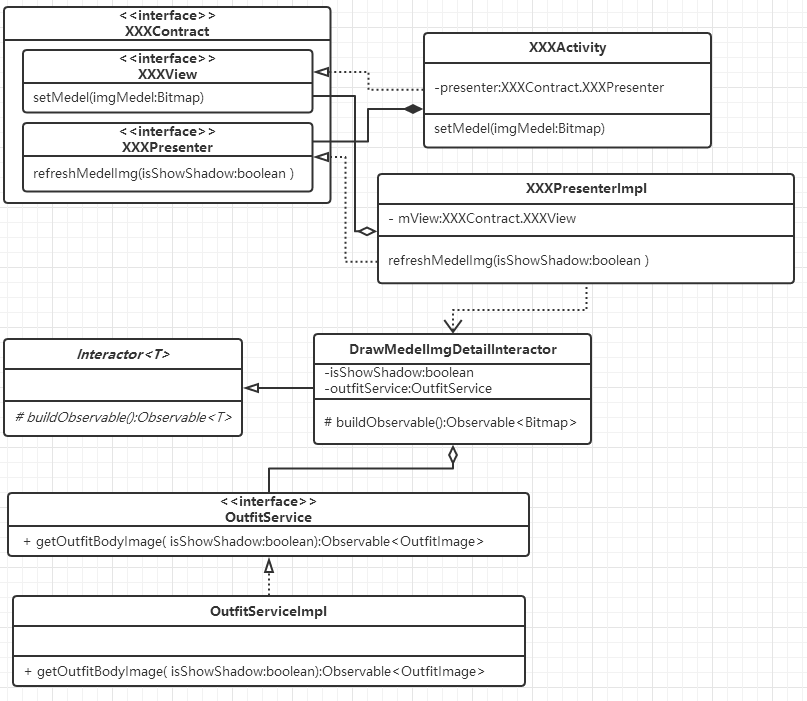 <<interface>>
XXXContract
<<interface>>
XXXView
setMedel(imgMedel:Bitmap)
<<interface>>
XXXPresenter
refreshMedelImg(isShowShadow:boolean )
XXXActivity
-presenter:XXXContract.XXXPresenter
setMedel(imgMedel:Bitmap)
XXXPresenterImpl
- mView:XXXContract.XXXView
refreshMedelImg(isShowShadow:boolean )
Interactor<T>
# buildObservable():Observable<T>
DrawMedelImgDetailInteractor
-isShowShadow:boolean
-outfitService:OutfitService
# buildObservable():Observable<Bitmap>
<<interface>>
OutfitService
+ getOutfitBodyImage( isShowShadow:boolean):Observable<OutfitImage>
OutfitServiceImpl
+ getOutfitBodyImage( isShowShadow:boolean):Observable<OutfitImage>